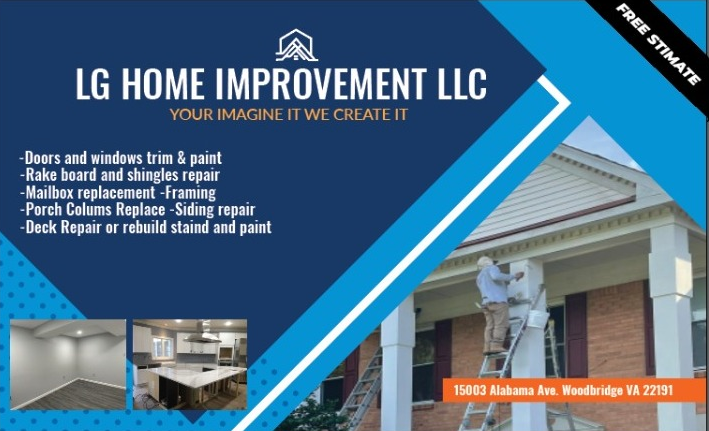 FREE STIMATE
LG HOME IMPROVEMENT LLC
YOUR IMAGINE IT WE CREATE IT
-Doors and windows trim & paint
-Rake board and shingles repair
-Mailbox replacement -Framing
-Porch Colums Replace -Siding repair
-Deck Repair or rebuild staind and paint
15003 Alabama Ave. Woodbridge VA 22191